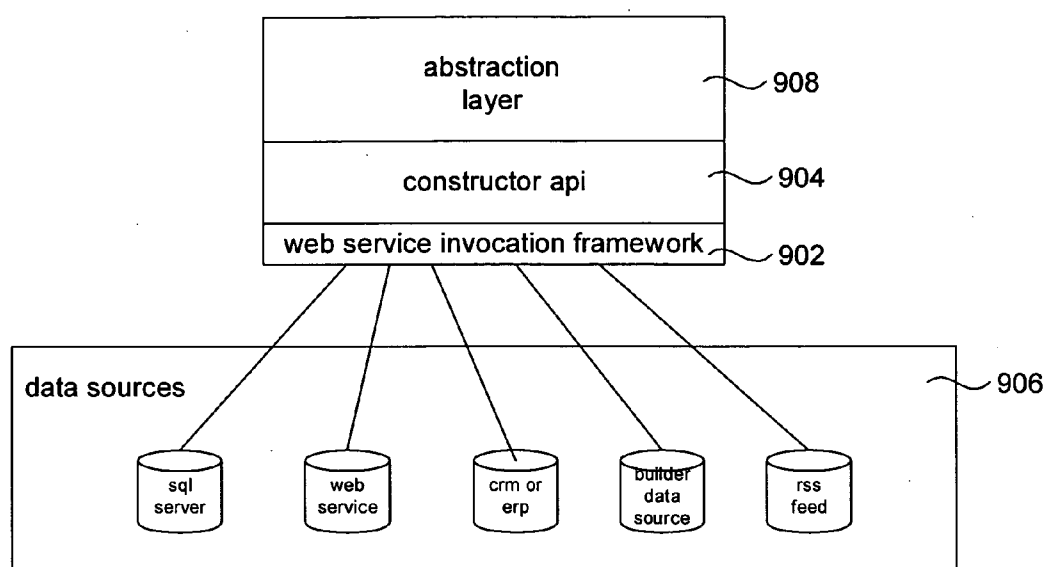 abstraction
layer
908
constructor api
904
web service invocation framework
902
data sources
906
sql
server
web
service
crm or
erp
builder
data
source
rss
feed